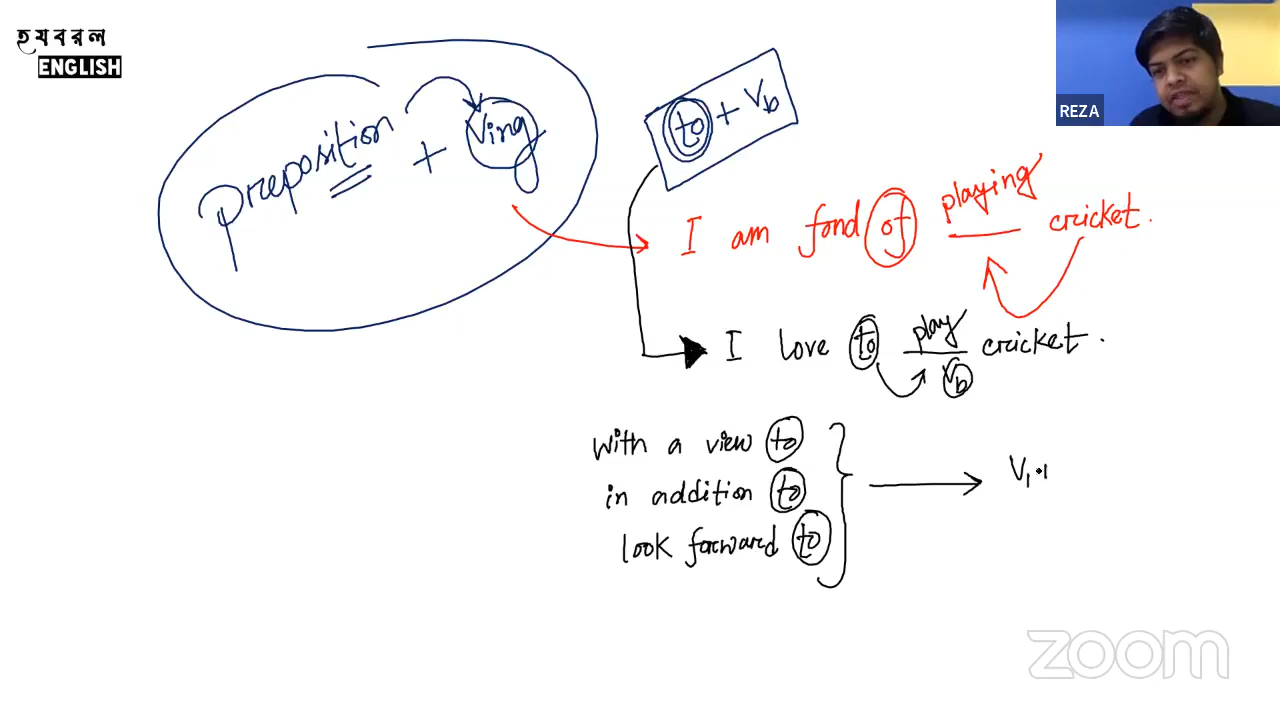 হযবরল
ENGLISH
REZA
preposition + Ving
to + Vb
I am fond of playing cricket.
I love to play cricket.
Vb
with a view to
in addition to
look forward to
zoom